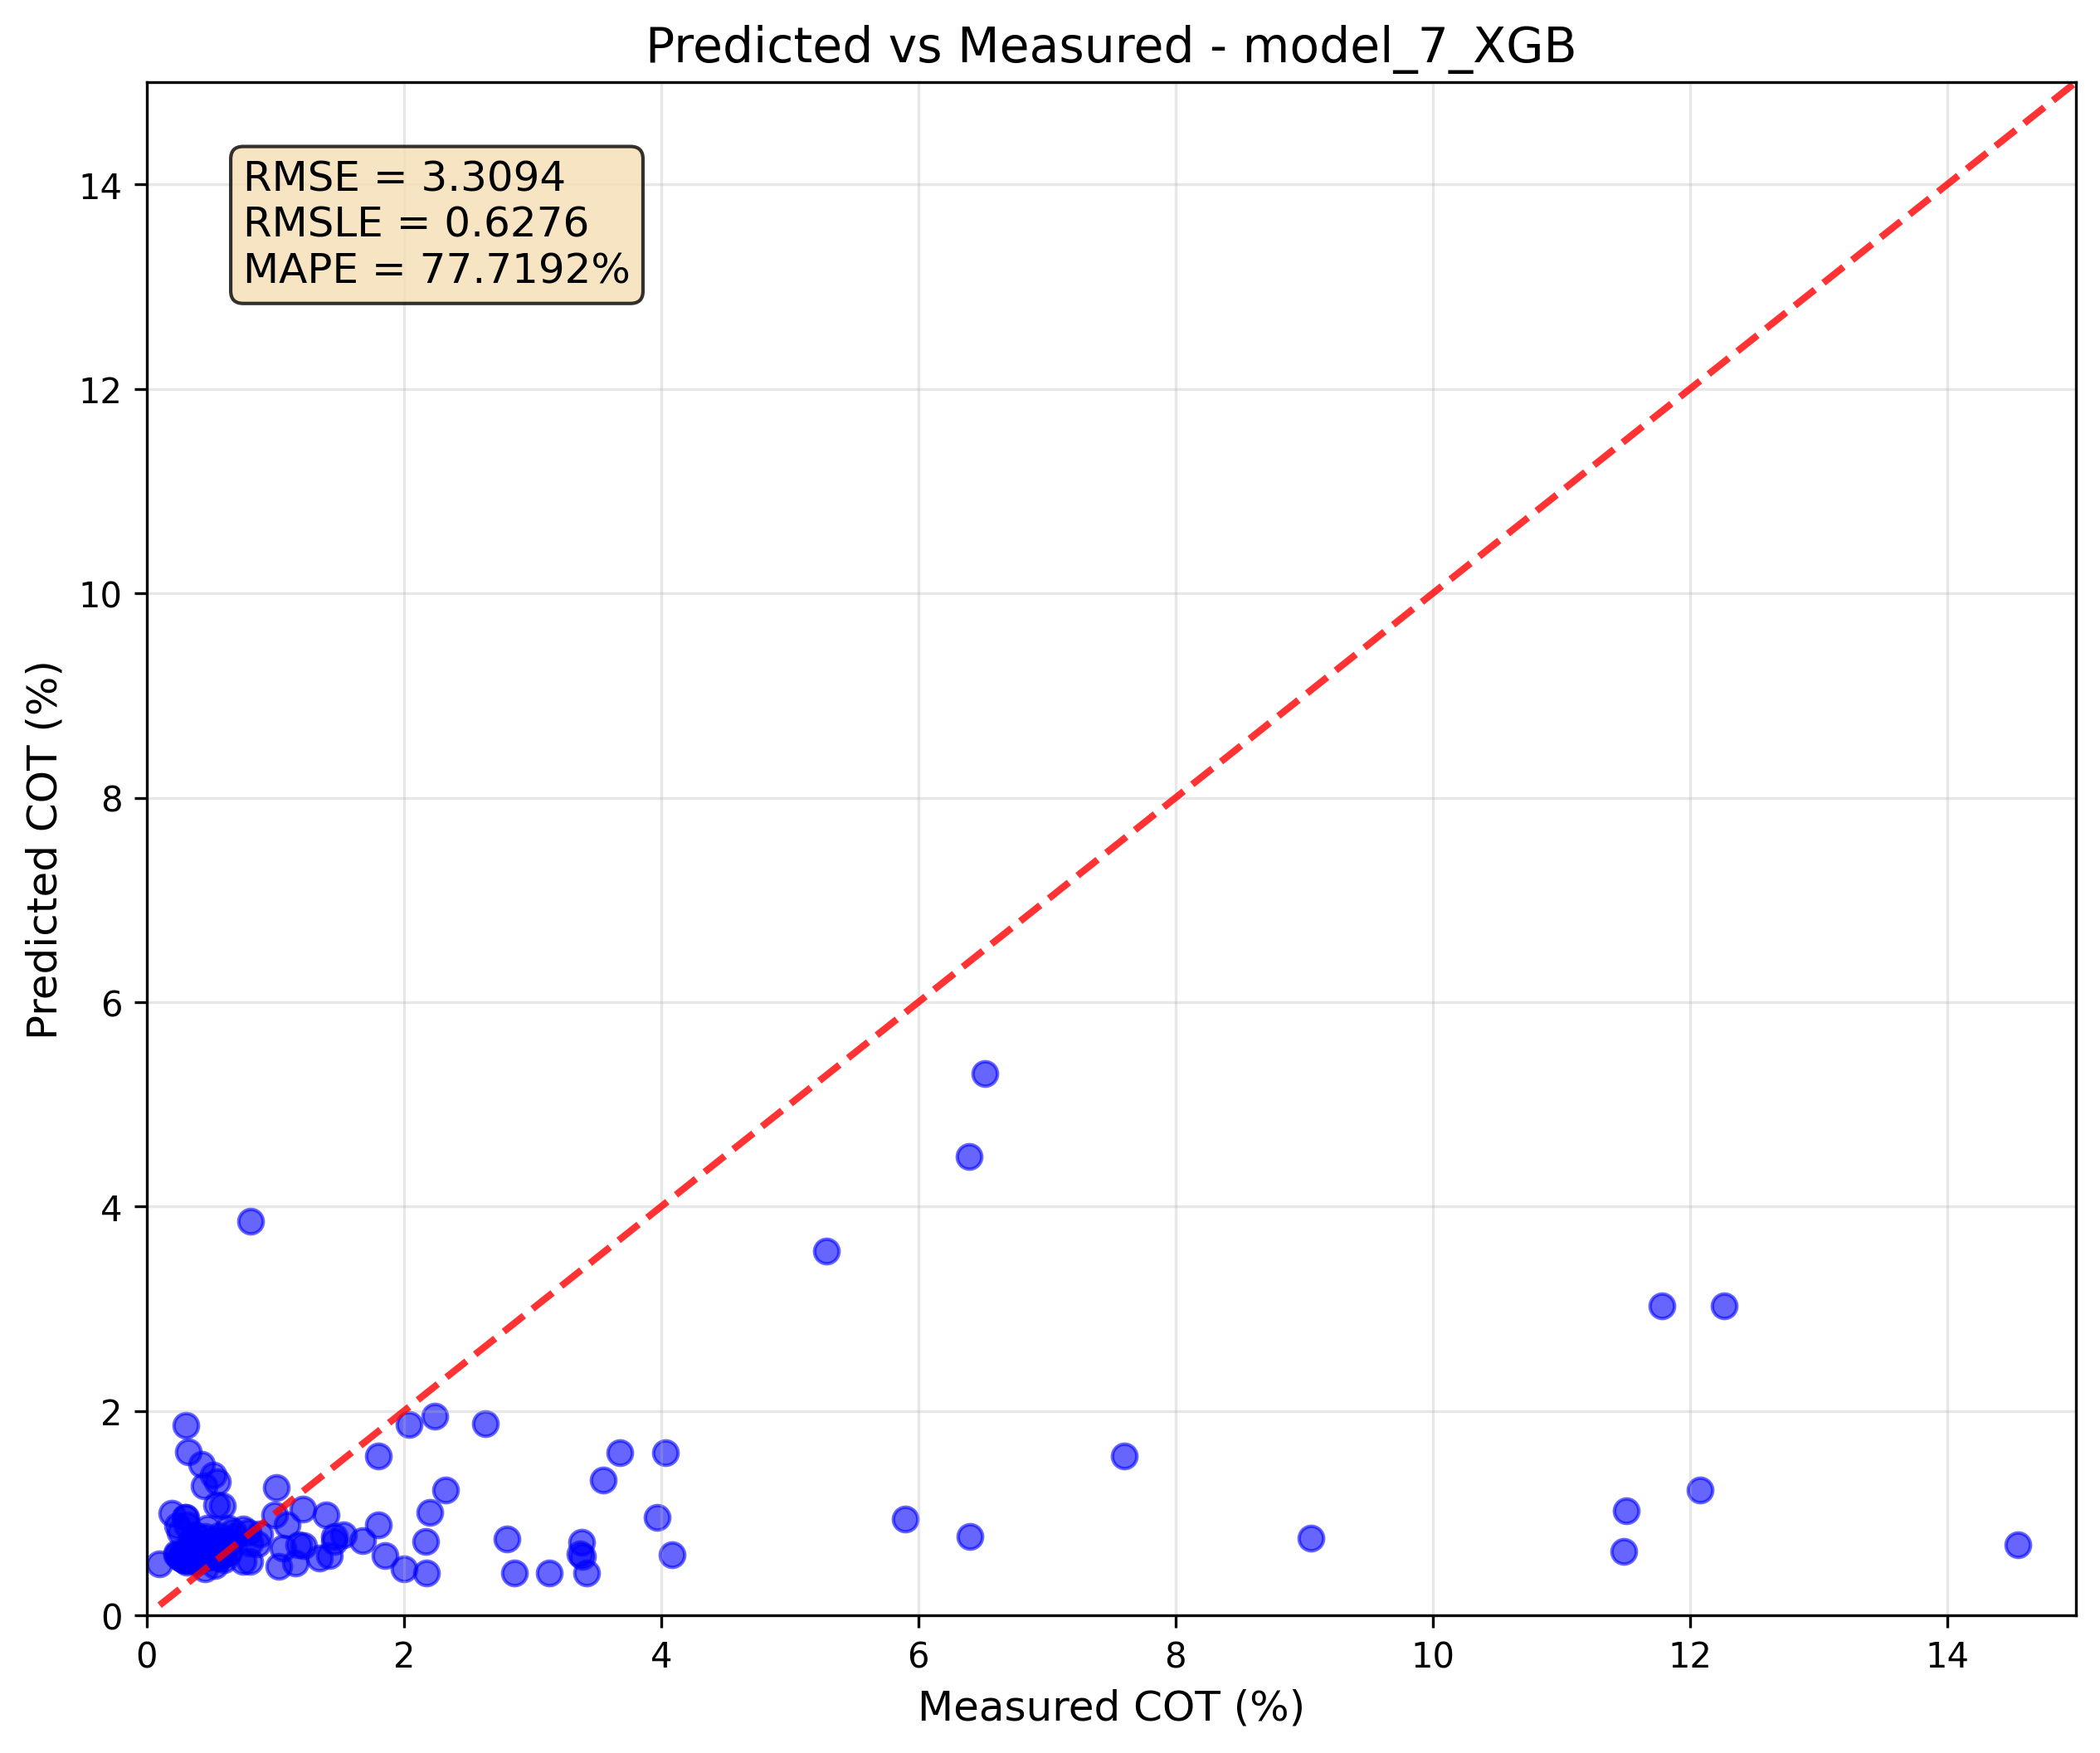 Predicted vs Measured - model_7_XGB
RMSE = 3.3094
RMSLE = 0.6276
MAPE = 77.7192%
Predicted COT (%)
14
12
10
8
6
4
2
0
0 2 4 6 8 10 12 14
Measured COT (%)